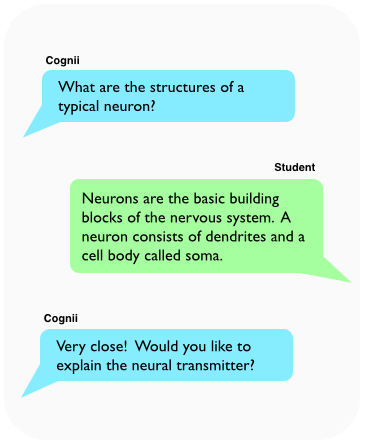 Cognii
What are the structures of a
typical neuron?
Student
Neurons are the basic building
blocks of the nervous system. A
neuron consists of dendrites and a
cell body called soma.
Cognii
Very close! Would you like to
explain the neural transmitter?